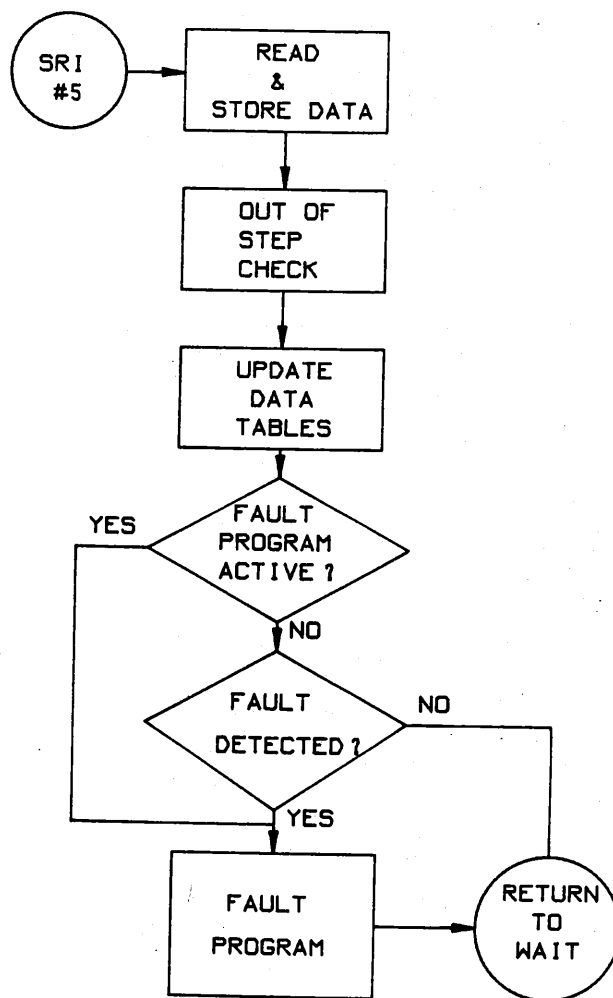 SRI
#5
READ
&
STORE DATA
OUT OF
STEP
CHECK
UPDATE
DATA
TABLES
YES
FAULT
PROGRAM
ACTIVE?
NO
FAULT
DETECTED?
NO
YES
FAULT
PROGRAM
RETURN
TO
WAIT